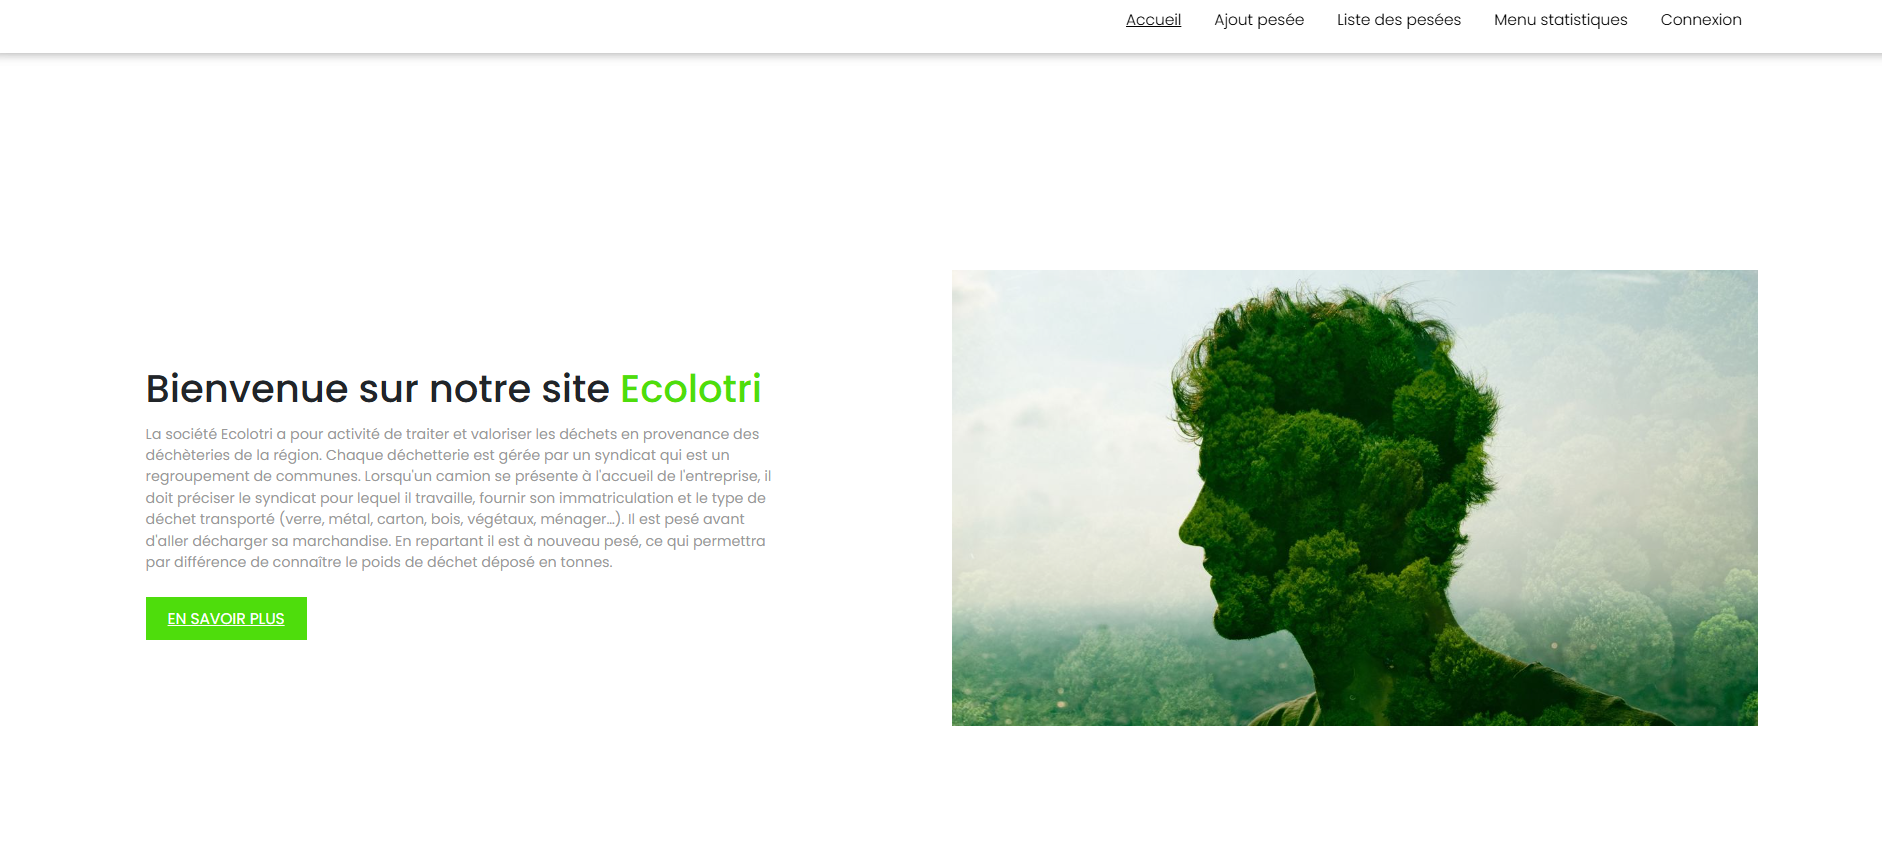 Accueil Ajout pesée Liste des pesées Menu statistiques Connexion
Bienvenue sur notre site Ecolotri
La société Ecolotri a pour activité de traiter et valoriser les déchets en provenance des
déchèteries de la région. Chaque déchetterie est gérée par un syndicat qui est un
regroupement de communes. Lorsqu'un camion se présente à l'accueil de l'entreprise, il
doit préciser le syndicat pour lequel il travaille, fournir son immatriculation et le type de
déchet transporté (verre, métal, carton, bois, végétaux, ménager…). Il est pesé avant
d'aller décharger sa marchandise. En repartant il est à nouveau pesé, ce qui permettra
par différence de connaître le poids de déchet déposé en tonnes.
EN SAVOIR PLUS